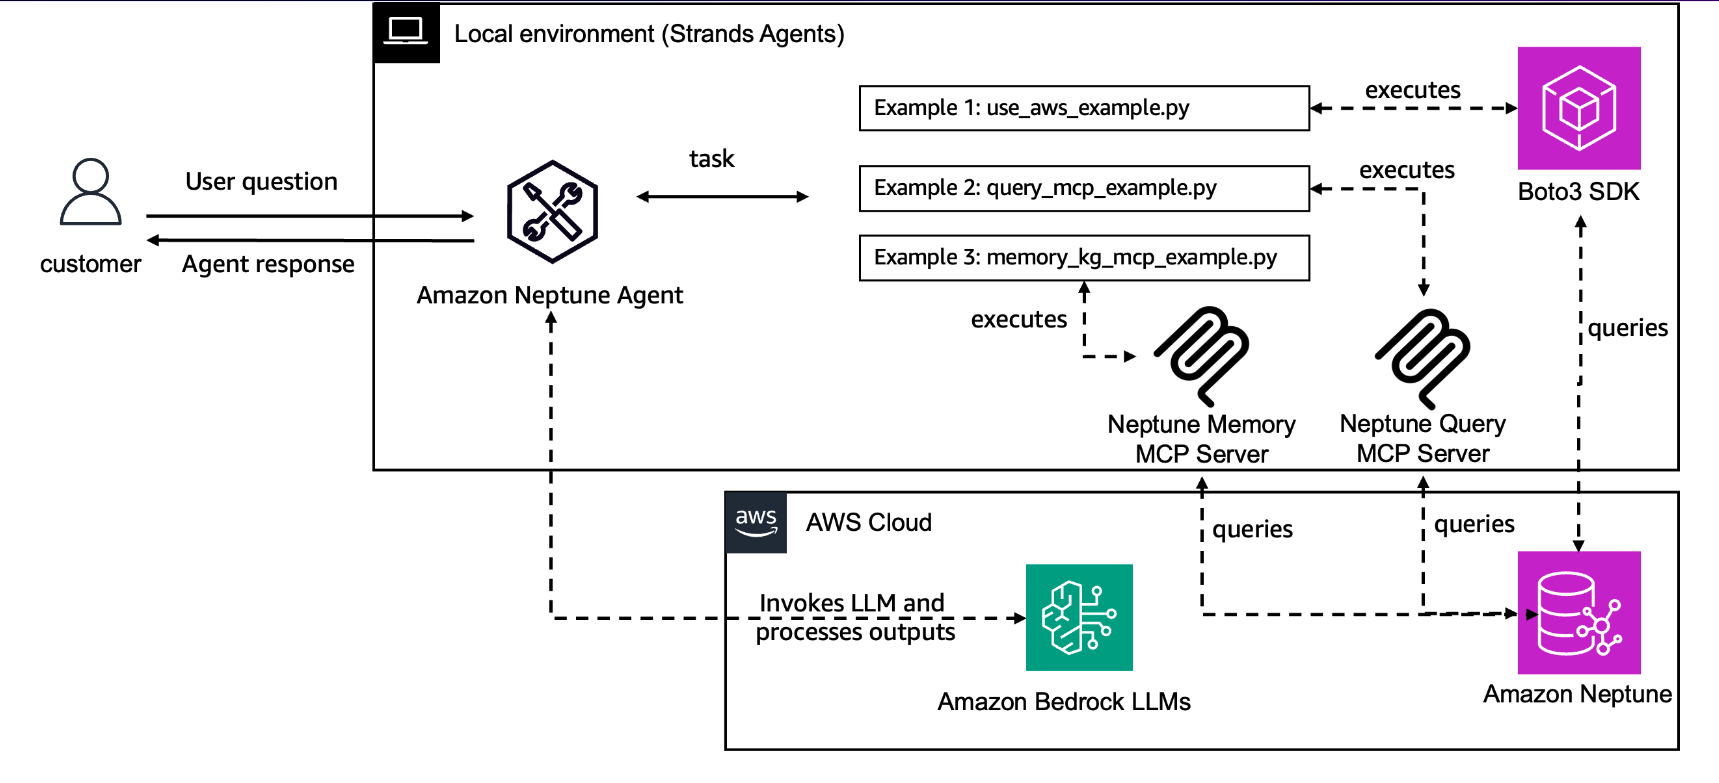 Local environment (Strands Agents)
Example 1: use_aws_example.py
executes
Boto3 SDK
task
Example 2: query_mcp_example.py
executes
User question
customer
Agent response
Amazon Neptune Agent
Example 3: memory_kg_mcp_example.py
executes
queries
Neptune Memory
MCP Server
Neptune Query
MCP Server
aws
AWS Cloud
queries
queries
Invokes LLM and
processes outputs
Amazon Bedrock LLMs
Amazon Neptune